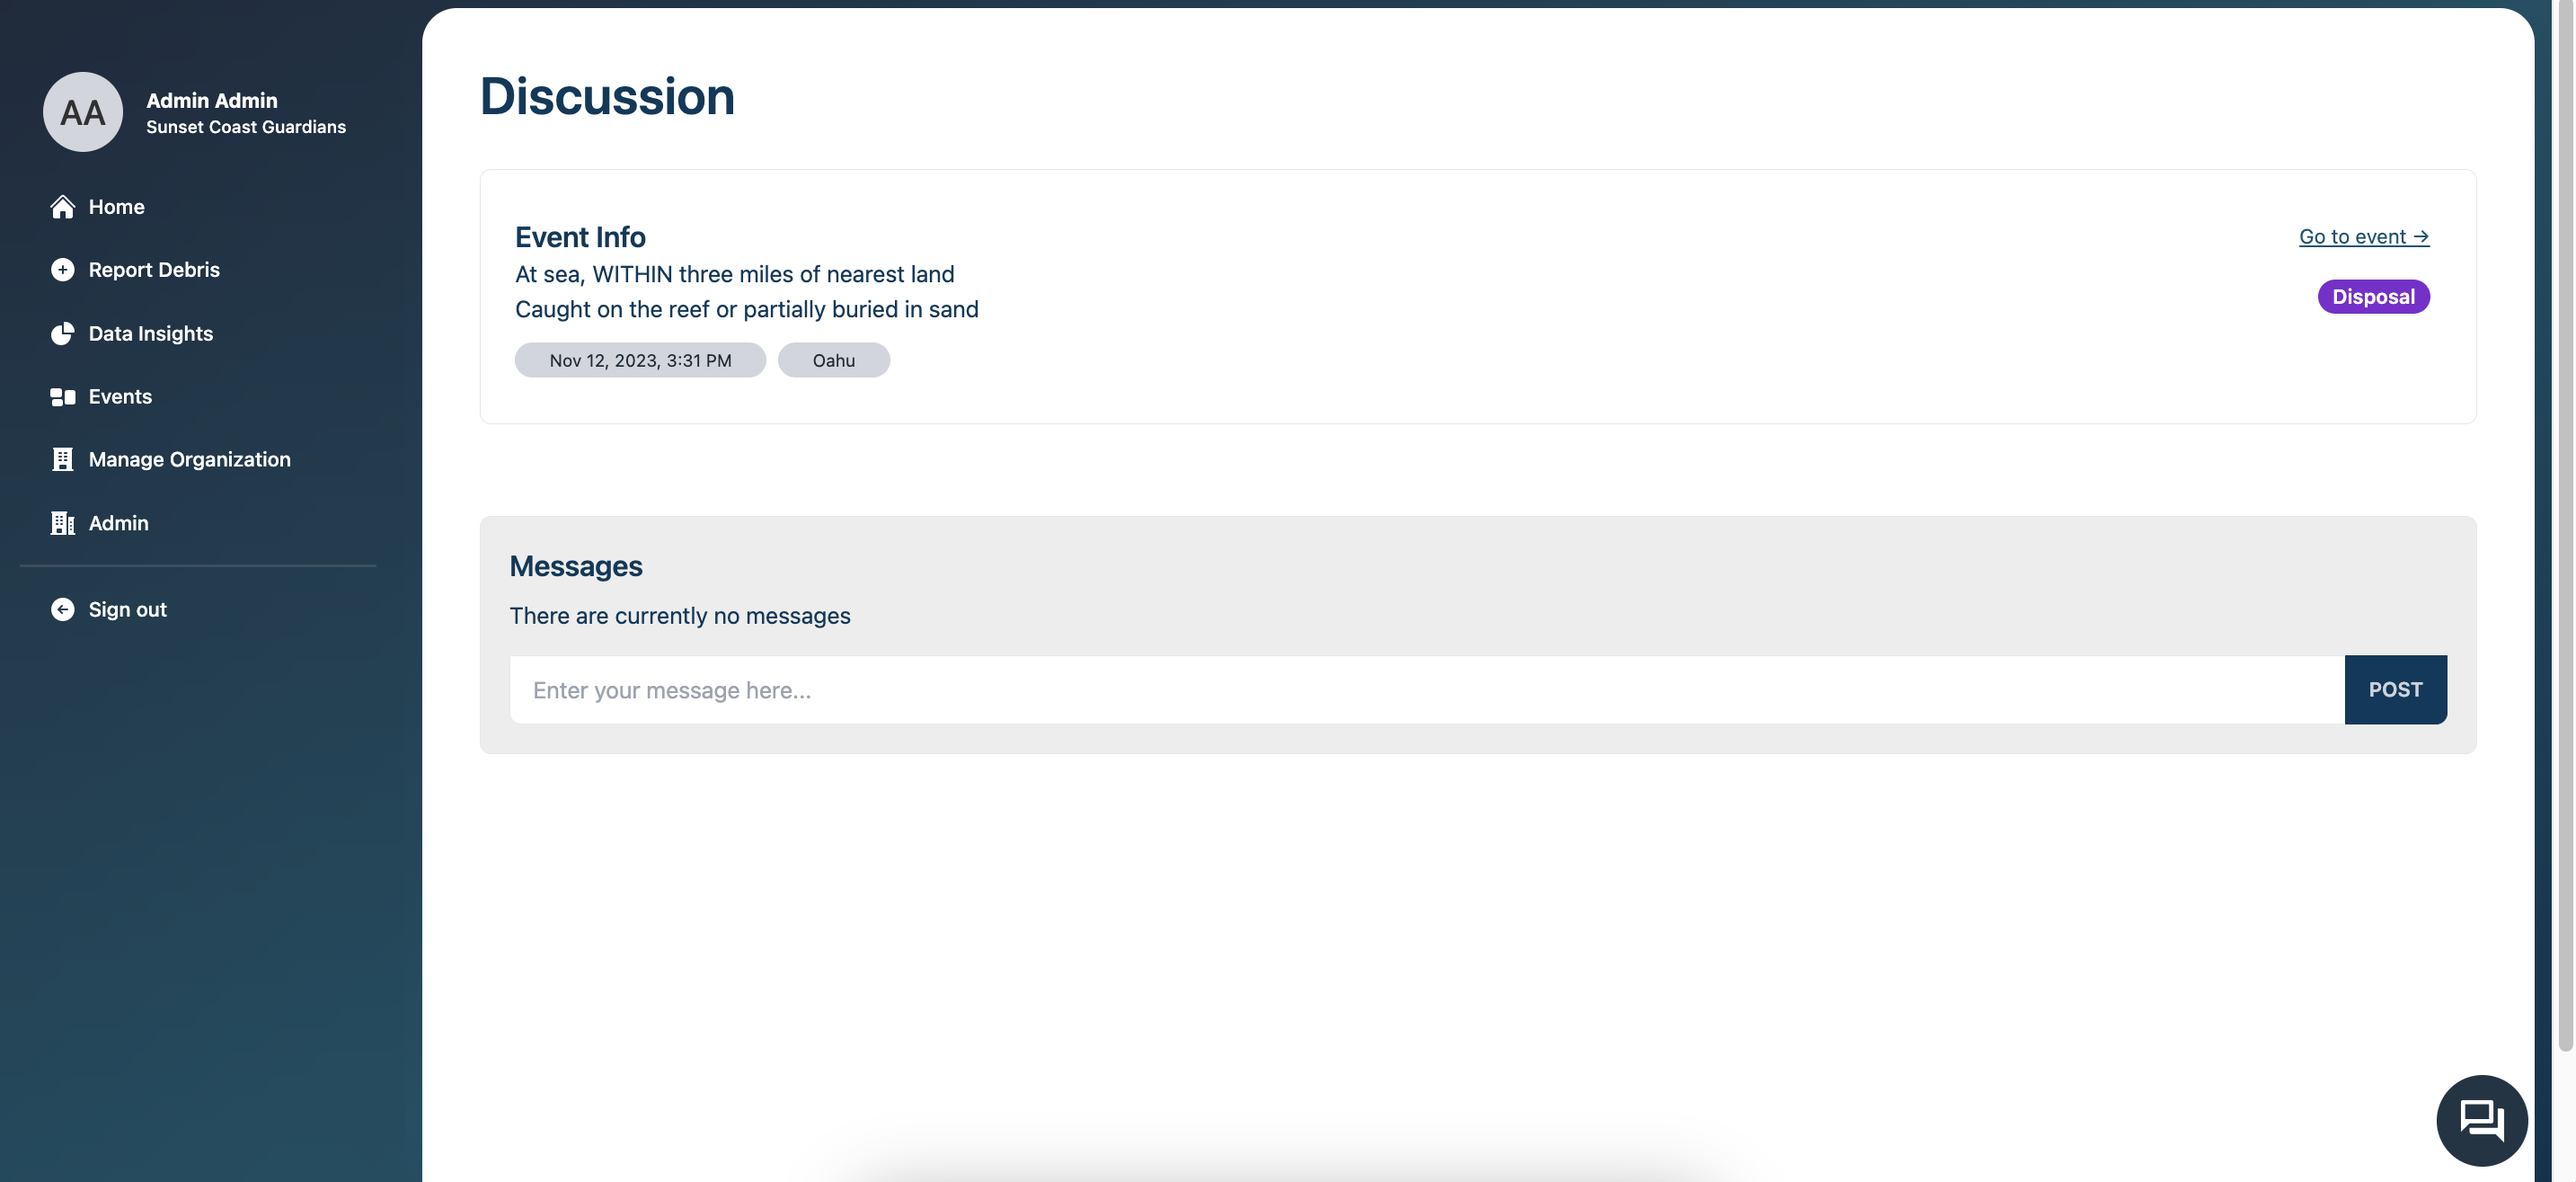 AA
Admin Admin
Sunset Coast Guardians
Home
Report Debris
Data Insights
Events
Manage Organization
Admin
Sign out
Discussion
Event Info
Go to event →
At sea, WITHIN three miles of nearest land
Disposal
Caught on the reef or partially buried in sand
Nov 12, 2023, 3:31 PM
Oahu
Messages
There are currently no messages
Enter your message here...
POST